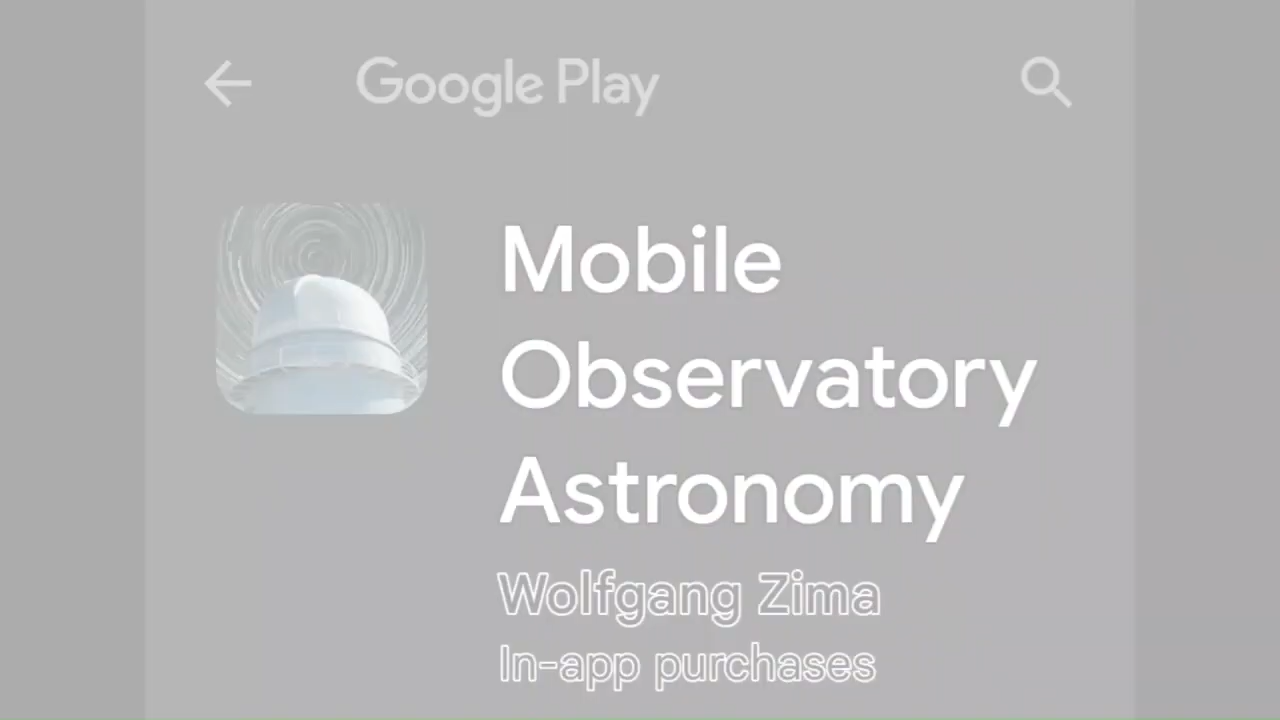 Google Play
Mobile
Observatory
Astronomy
Wolfgang Zima
In-app purchases